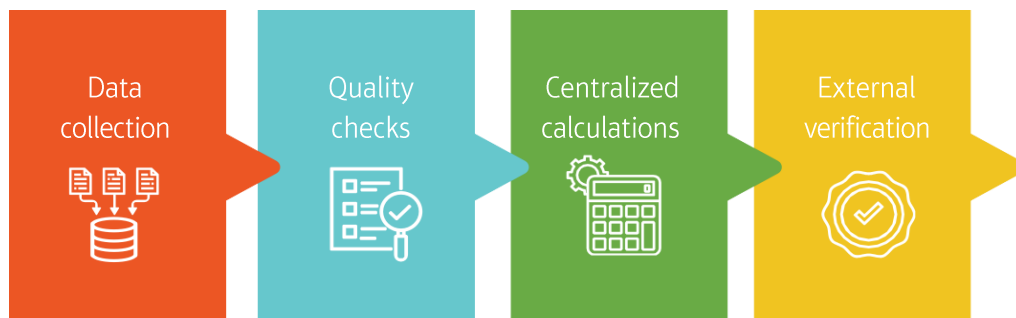 Data
collection
Quality
checks
Centralized
calculations
External
verification